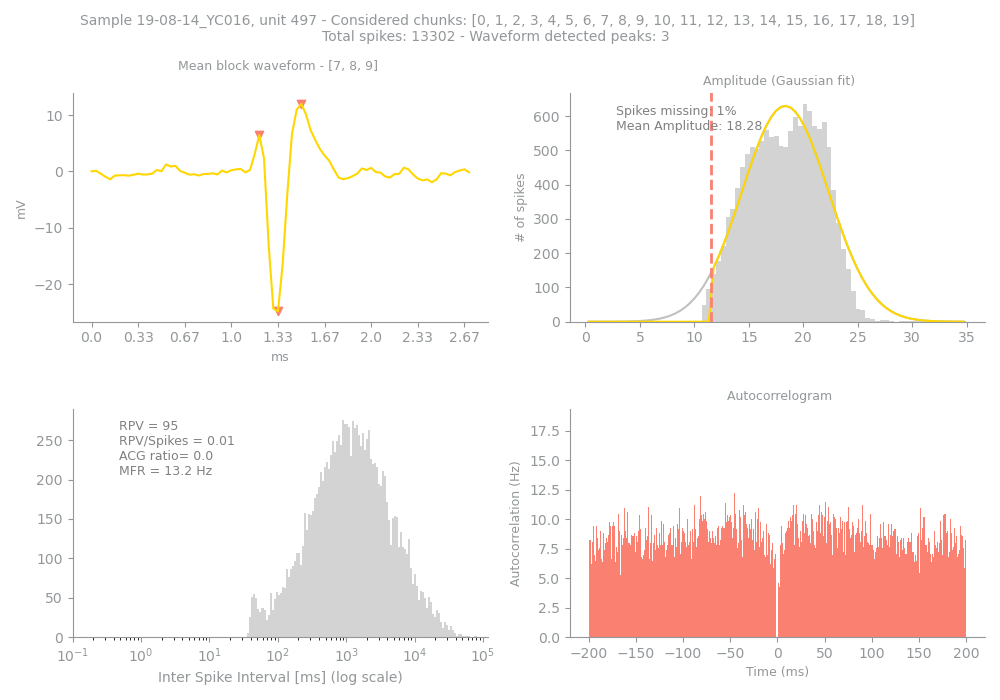 Sample 19-08-14_YC016, unit 497 - Considered chunks: [0, 1, 2, 3, 4, 5, 6, 7, 8, 9, 10, 11, 12, 13, 14, 15, 16, 17, 18, 19]
Total spikes: 13302 - Waveform detected peaks: 3
Mean block waveform - [7, 8, 9]
10
0
−10
−20
mV
0.0 0.33 0.67 1.0 1.33 1.67 2.0 2.33 2.67
ms
Amplitude (Gaussian fit)
Spikes missing: 1%
Mean Amplitude: 18.28
600
500
400
300
200
100
0
# of spikes
0 5 10 15 20 25 30 35
RPV = 95
RPV/Spikes = 0.01
ACG ratio= 0.0
MFR = 13.2 Hz
250
200
150
100
50
0
10⁻¹ 10⁰ 10¹ 10² 10³ 10⁴ 10⁵
Inter Spike Interval [ms] (log scale)
Autocorrelogram
17.5
15.0
12.5
10.0
7.5
5.0
2.5
0.0
Autocorrelation (Hz)
−200 −150 −100 −50 0 50 100 150 200
Time (ms)